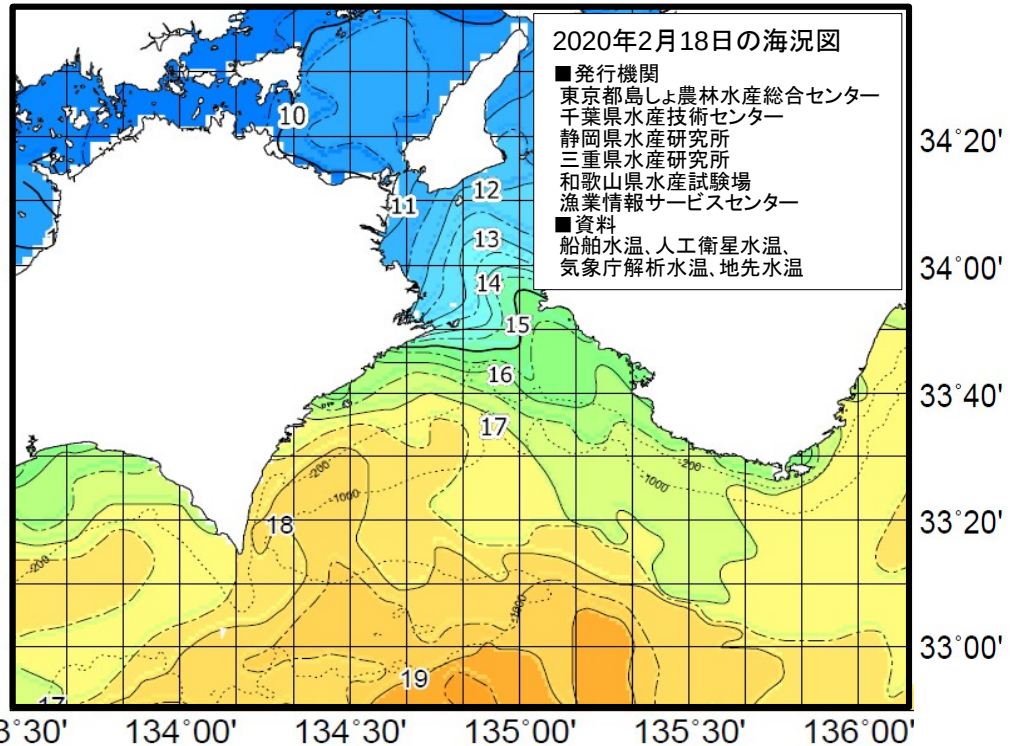 2020年2月18日の海況図
■発行機関
東京都島しょ農林水産総合センター
千葉県水産技術センター
静岡県水産研究所
三重県水産研究所
和歌山県水産試験場
漁業情報サービスセンター
■資料
船舶水温、人工衛星水温、
気象庁解析水温、地先水温
10
34°20'
12
11
13
34°00'
14
15
16
33°40'
17
-200
-200
-1000
-1000
18
33°20'
-200
-1000
33°00'
19
17
3°30'
134°00'
134°30'
135°00'
135°30'
136°00'